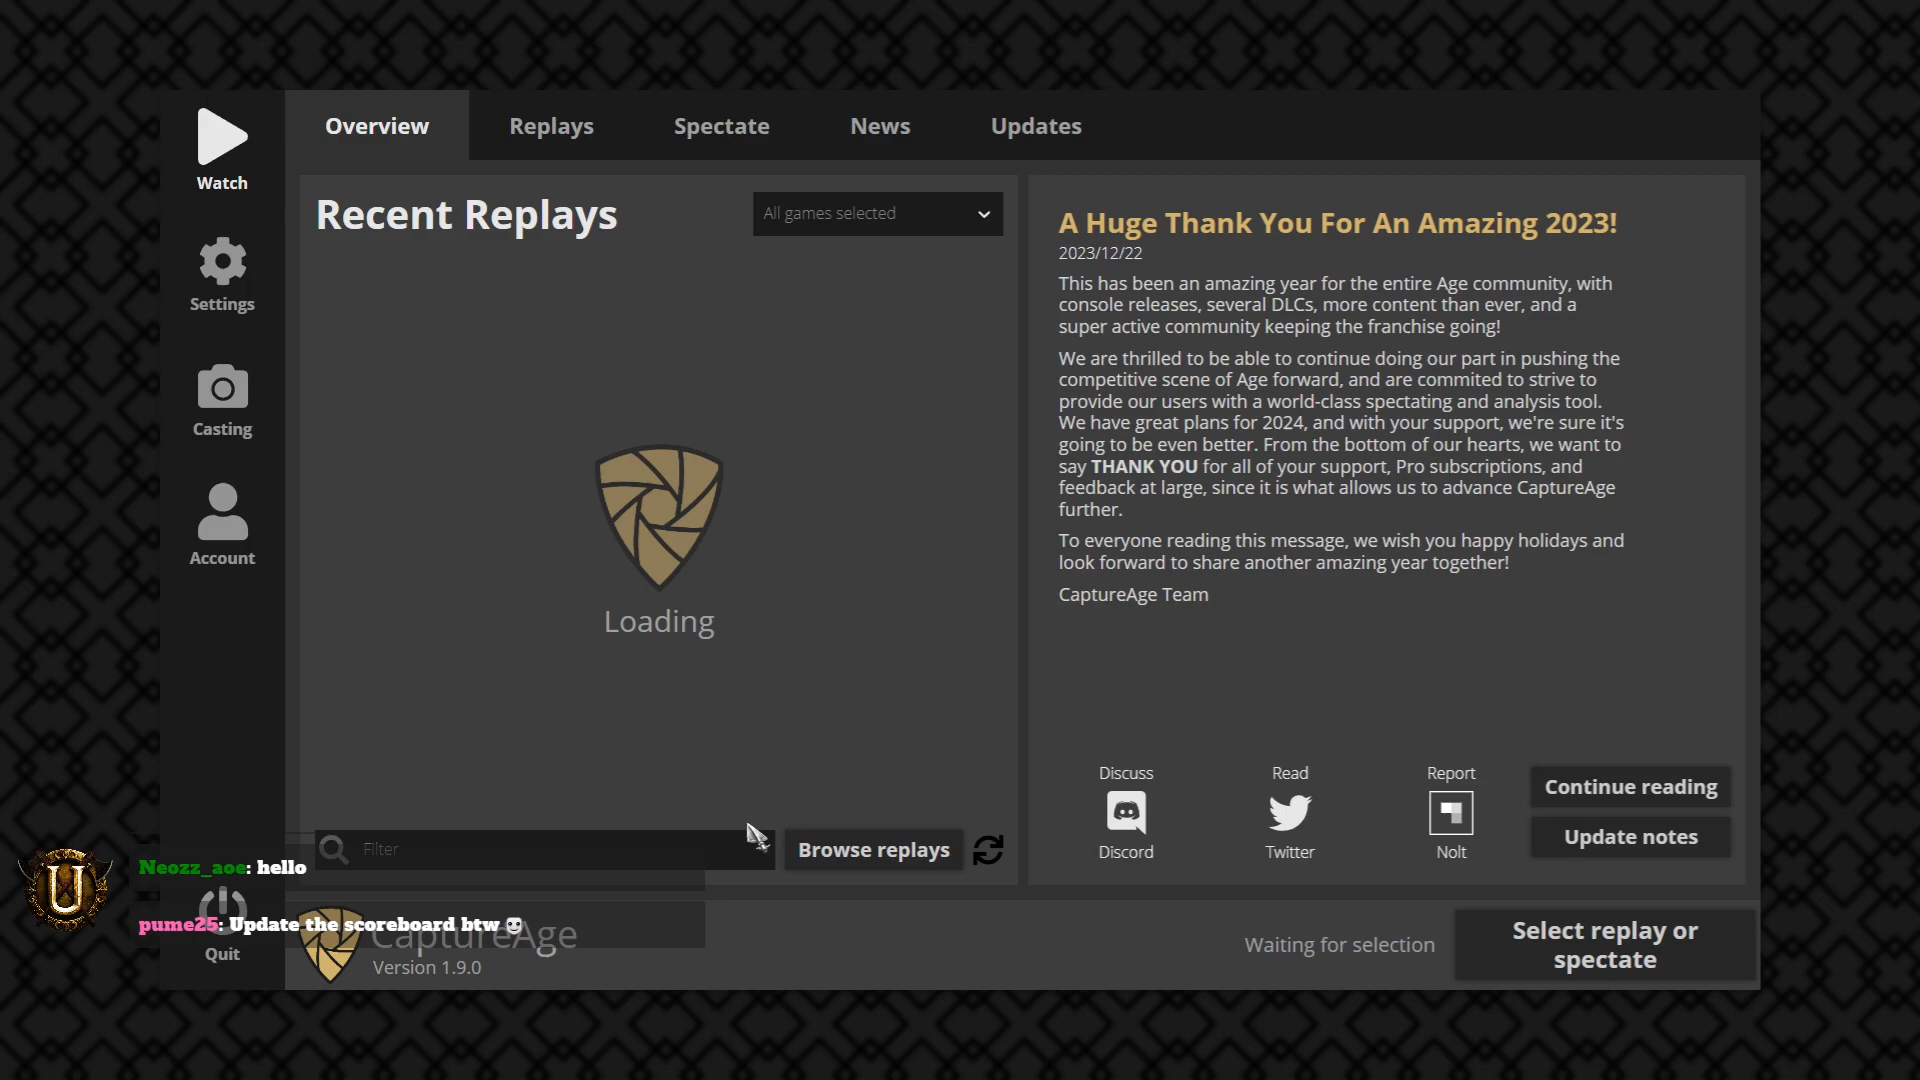 Watch
Settings
Casting
Account
Quit
Overview
Replays
Spectate
News
Updates
Recent Replays
All games selected
Loading
Filter
Browse replays
A Huge Thank You For An Amazing 2023!
2023/12/22
This has been an amazing year for the entire Age community, with
console releases, several DLCs, more content than ever, and a
super active community keeping the franchise going!
We are thrilled to be able to continue doing our part in pushing the
competitive scene of Age forward, and are commited to strive to
provide our users with a world-class spectating and analysis tool.
We have great plans for 2024, and with your support, we're sure it's
going to be even better. From the bottom of our hearts, we want to
say THANK YOU for all of your support, Pro subscriptions, and
feedback at large, since it is what allows us to advance CaptureAge
further.
To everyone reading this message, we wish you happy holidays and
look forward to share another amazing year together!
CaptureAge Team
Discuss
Discord
Read
Twitter
Report
Nolt
Continue reading
Update notes
U
Neozz_aoe: hello
pume25: Update the scoreboard btw
CaptureAge
Version 1.9.0
Waiting for selection
Select replay or
spectate